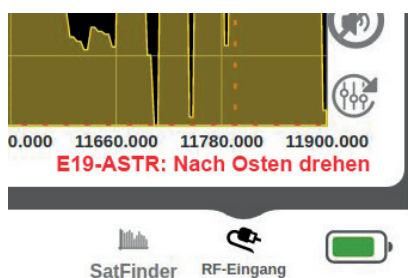 0.000 11660.000 11780.000 11900.000
E19-ASTR: Nach Osten drehen
SatFinder RF-Eingang